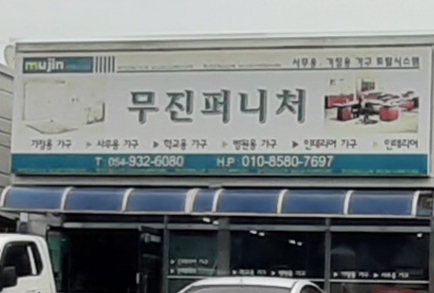 mujin
사무용 가정용 가구 토탈시스템
무진퍼니처
가정용 가구 ▶ 사무용 가구 ▶ 학교용 가구 ▶ 병원용 가구 ▶ 인테리어 가구 ▶ 인테리어
T. 054-932-6080 H.P 010-8580-7697